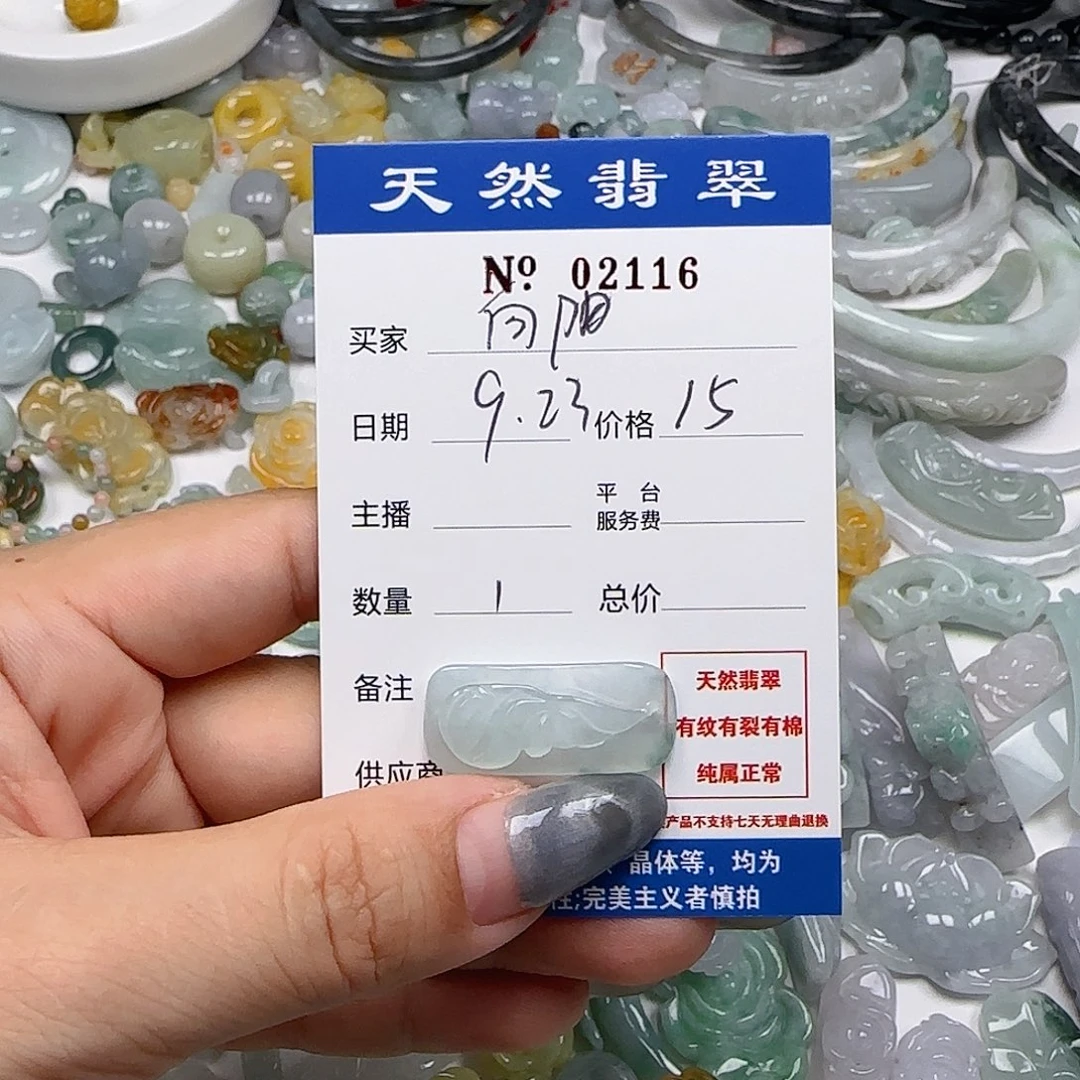 天然翡翠
Nº 02116
买家 向阳
日期 9.23 价格 15
主播 平台服务费
数量 1 总价
备注
天然翡翠
有纹有裂有棉
纯属正常
供应商
产品不支持七天无理由退换
晶体等，均为
;完美主义者慎拍